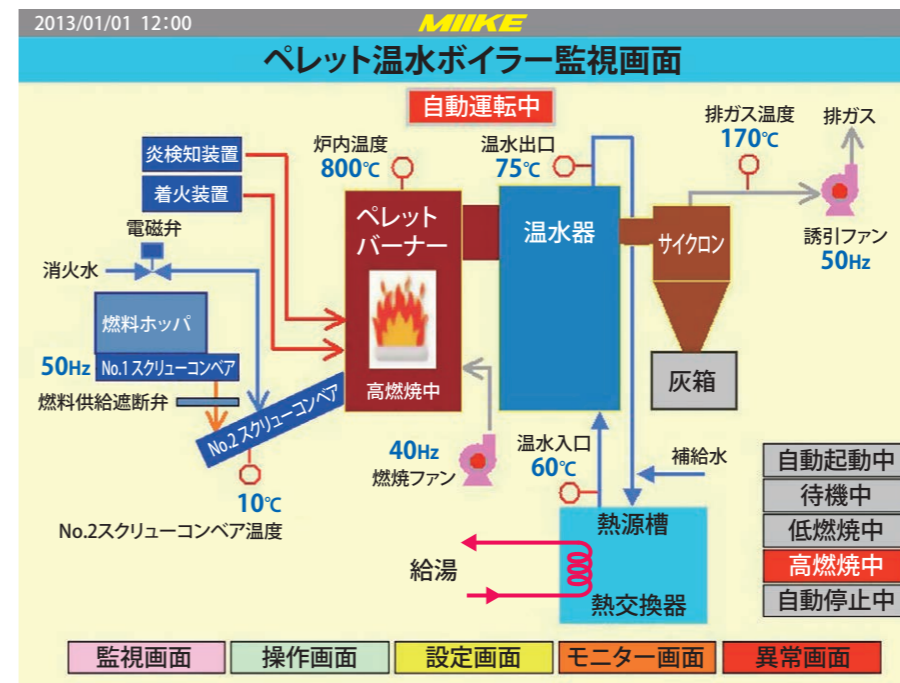 2013/01/01 12:00
MIIKE
ペレット温水ボイラー監視画面
自動運転中
炎検知装置
着火装置
電磁弁
消火水
燃料ホッパ
50Hz
No.1スクリューコンベア
燃料供給遮断弁
No.2スクリューコンベア
10℃
No.2スクリューコンベア温度
炉内温度
800℃
ペレット
バーナー
高燃焼中
40Hz
燃焼ファン
温水出口
75℃
温水器
サイクロン
灰箱
排ガス温度
170℃
排ガス
誘引ファン
50Hz
温水入口
60℃
補給水
熱源槽
熱交換器
給湯
自動起動中
待機中
低燃焼中
高燃焼中
自動停止中
監視画面
操作画面
設定画面
モニター画面
異常画面